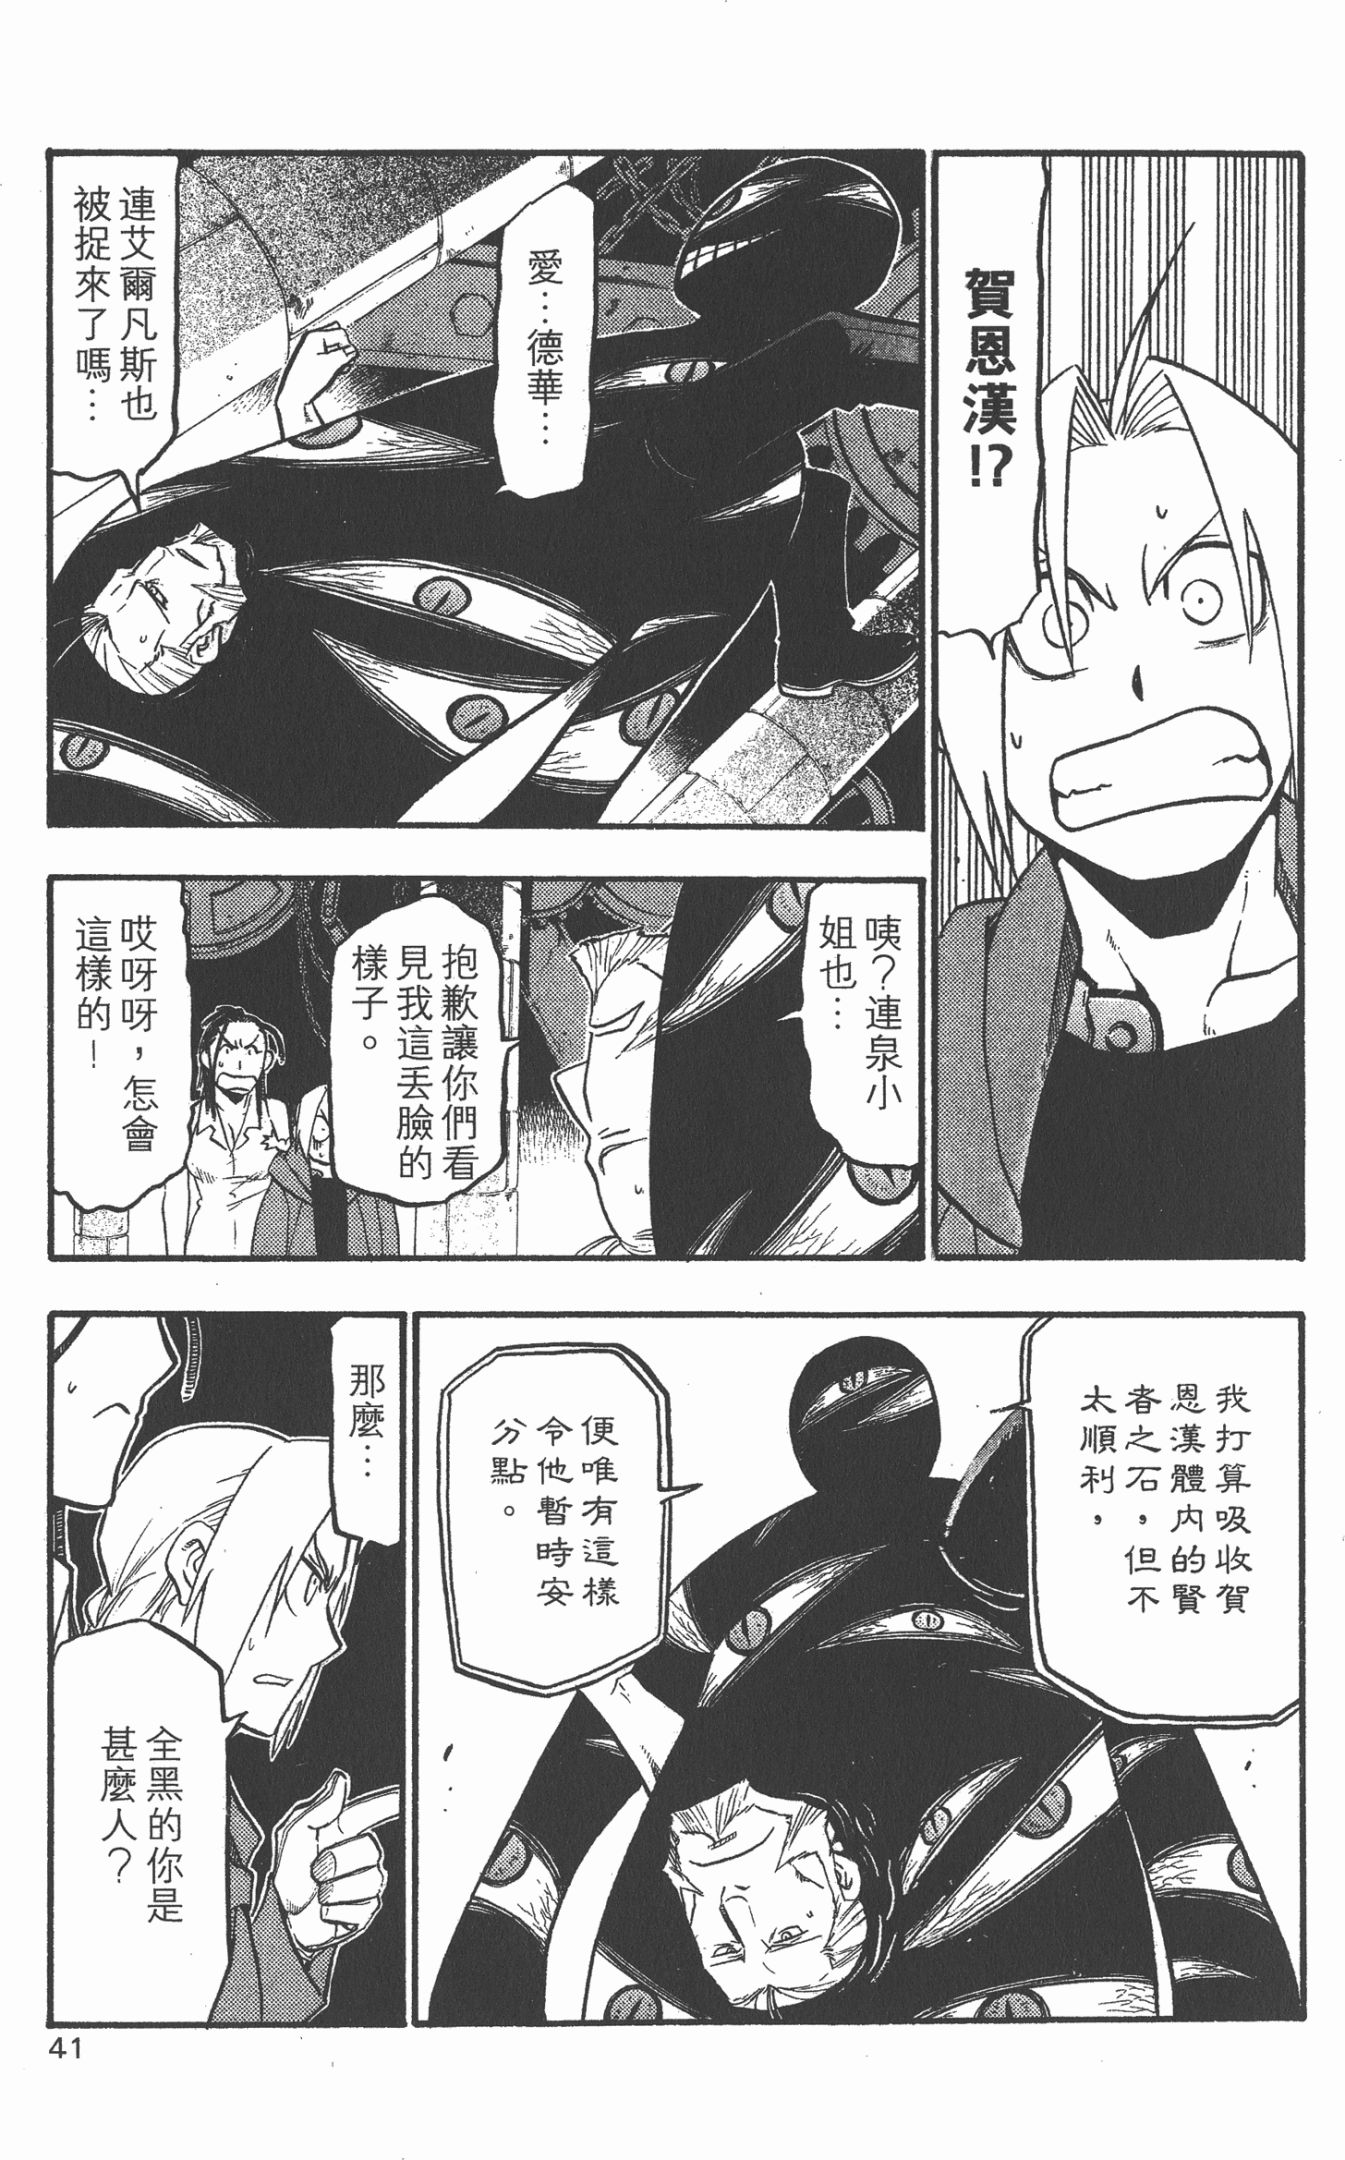 賀恩漢!?
愛…德華…
連艾爾凡斯也
被捉來了嗎…
咦？連泉小
姐也…
抱歉讓你們看
見我這丟臉的
樣子。
哎呀呀，怎會
這樣的！
我打算吸收賀
恩漢體內的賢
者之石，但不
太順利，
便唯有這樣
令他暫時安
分點。
那麼…
全黑的你是
甚麼人？
41